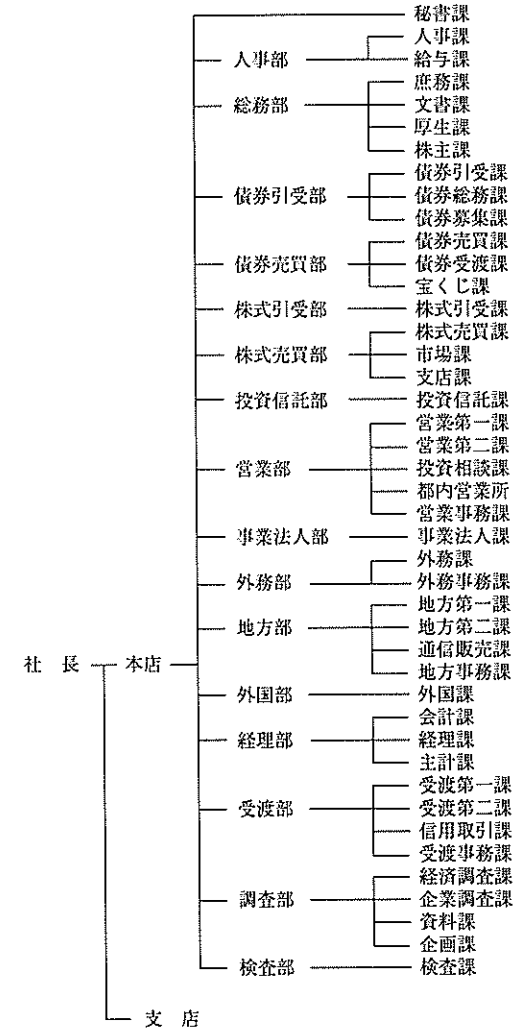 秘書課
人事部 人事課
給与課
総務部 庶務課
文書課
厚生課
株主課
債券引受部 債券引受課
債券総務課
債券募集課
債券売買部 債券売買課
債券受渡課
宝くじ課
株式引受部 株式引受課
株式売買部 株式売買課
市場課
支店課
投資信託部 投資信託課
営業部 営業第一課
営業第二課
投資相談課
都内営業所
営業事務課
事業法人部 事業法人課
外務部 外務課
外務事務課
地方部 地方第一課
地方第二課
通信販売課
地方事務課
社長 本店
外国部 外国課
経理部 会計課
経理課
主計課
受渡部 受渡第一課
受渡第二課
信用取引課
受渡事務課
調査部 経済調査課
企業調査課
資料課
企画課
検査部 検査課
支店